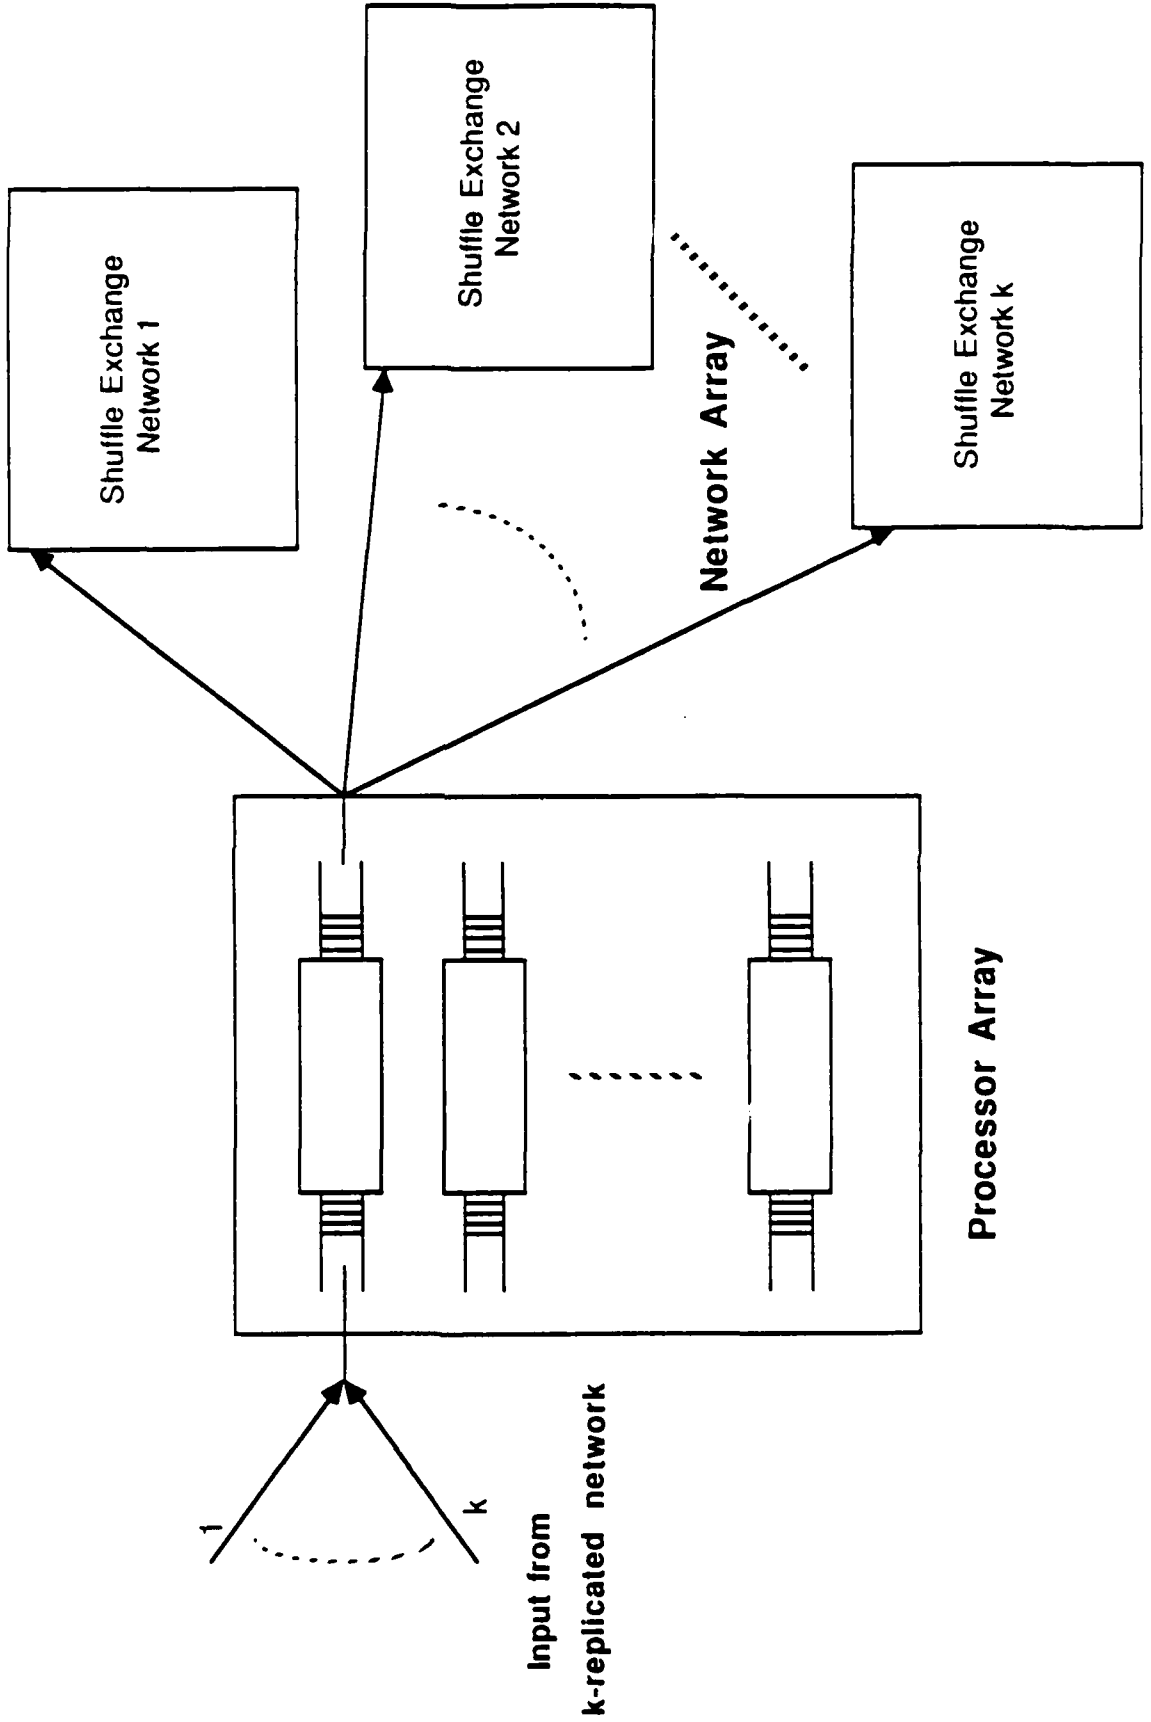 Shuffle Exchange
Network 1
Shuffle Exchange
Network 2
Shuffle Exchange
Network k
Network Array
Processor Array
1
k
Input from
k-replicated network